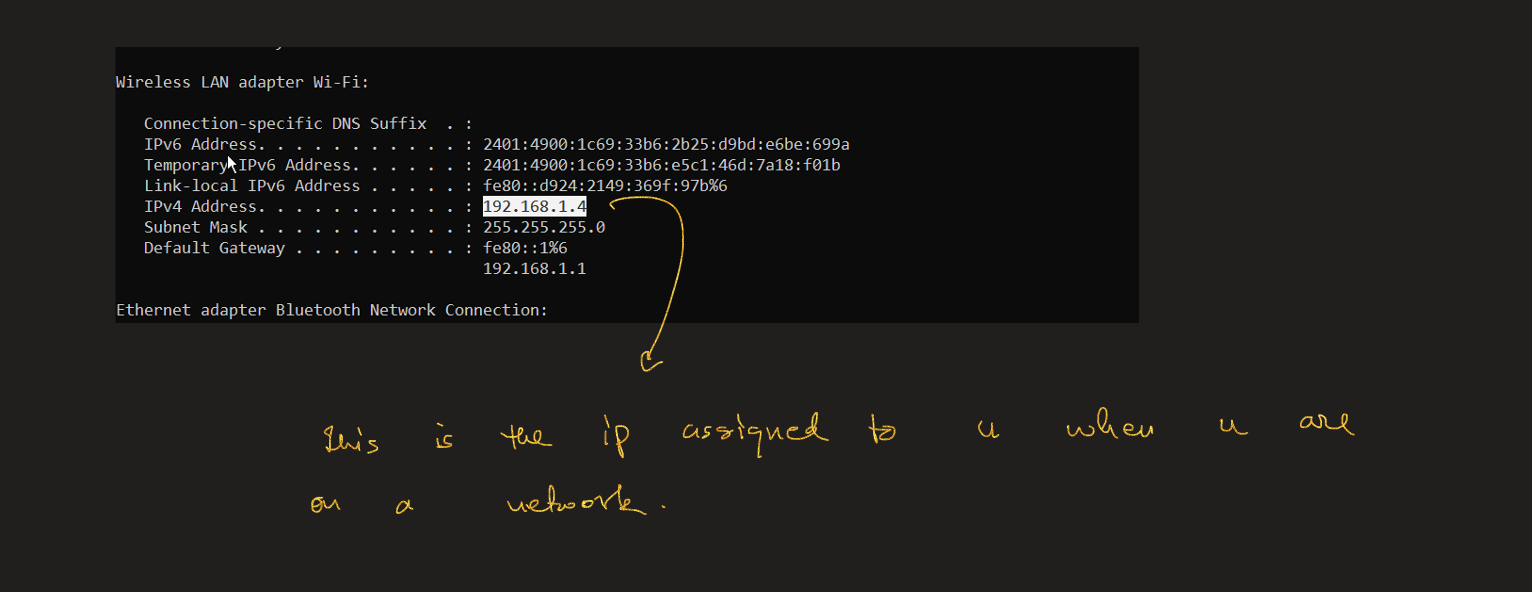 Wireless LAN adapter Wi-Fi:
Connection-specific DNS Suffix . :
IPv6 Address. . . . . . . . . . . : 2401:4900:1c69:33b6:2b25:d9bd:e6be:699a
Temporary IPv6 Address. . . . . . : 2401:4900:1c69:33b6:e5c1:46d:7a18:f01b
Link-local IPv6 Address . . . . . : fe80::d924:2149:369f:97b%6
IPv4 Address. . . . . . . . . . . : 192.168.1.4
Subnet Mask . . . . . . . . . . . : 255.255.255.0
Default Gateway . . . . . . . . . : fe80::1%6
192.168.1.1
Ethernet adapter Bluetooth Network Connection:
this is the ip assigned to u when u are
on a network.